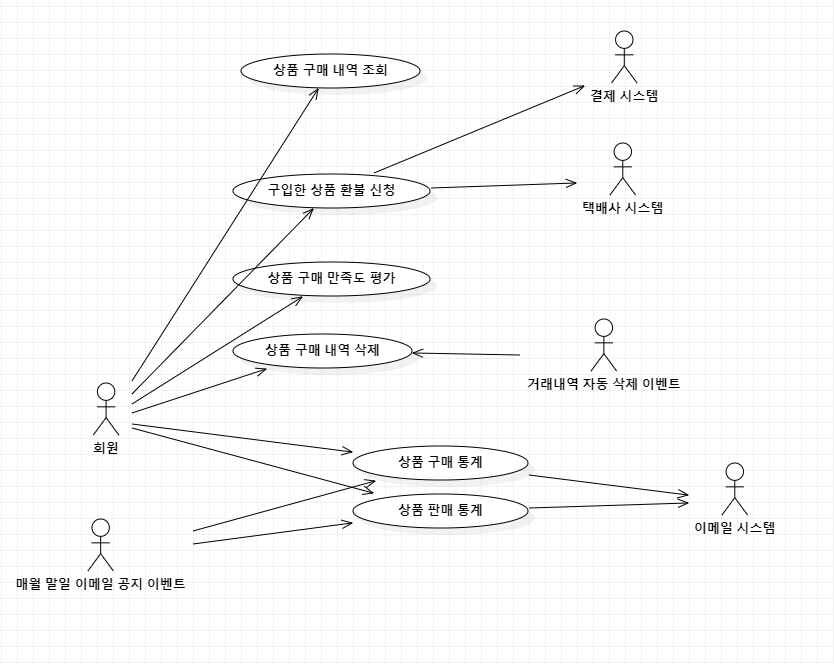 상품 구매 내역 조회
결제 시스템
구입한 상품 환불 신청
택배사 시스템
상품 구매 만족도 평가
상품 구매 내역 삭제
거래내역 자동 삭제 이벤트
회원
상품 구매 통계
상품 판매 통계
이메일 시스템
매월 말일 이메일 공지 이벤트